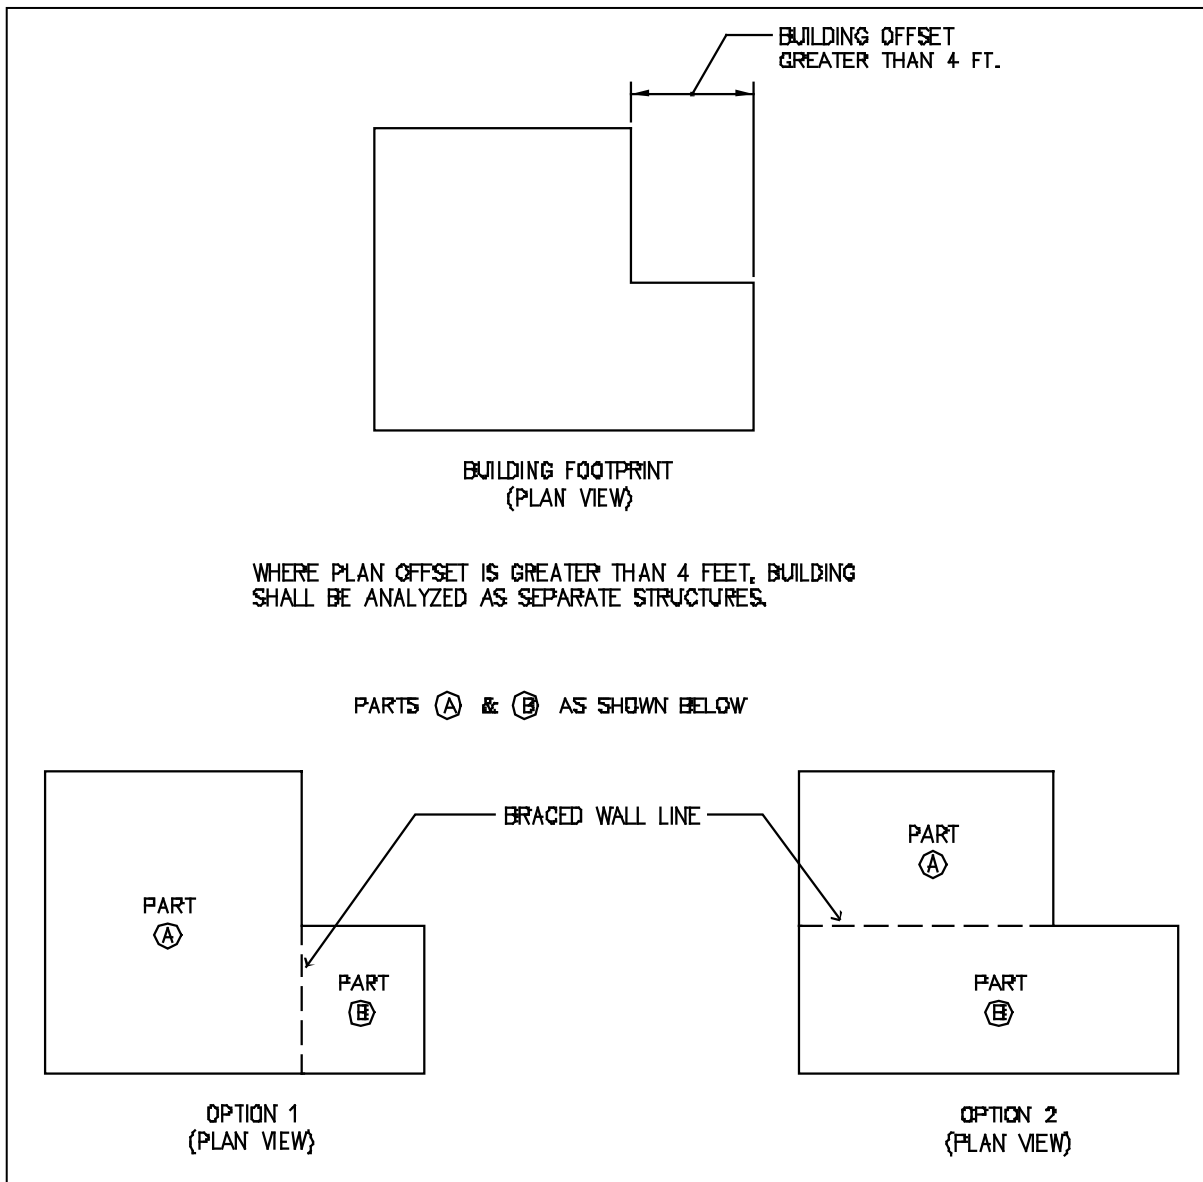 BUILDING OFFSET
GREATER THAN 4 FT.
BUILDING FOOTPRINT
(PLAN VIEW)
WHERE PLAN OFFSET IS GREATER THAN 4 FEET, BUILDING
SHALL BE ANALYZED AS SEPARATE STRUCTURES.
PARTS A & B AS SHOWN BELOW
BRACED WALL LINE
PART
A
PART
B
OPTION 1
(PLAN VIEW)
PART
A
PART
B
OPTION 2
(PLAN VIEW)